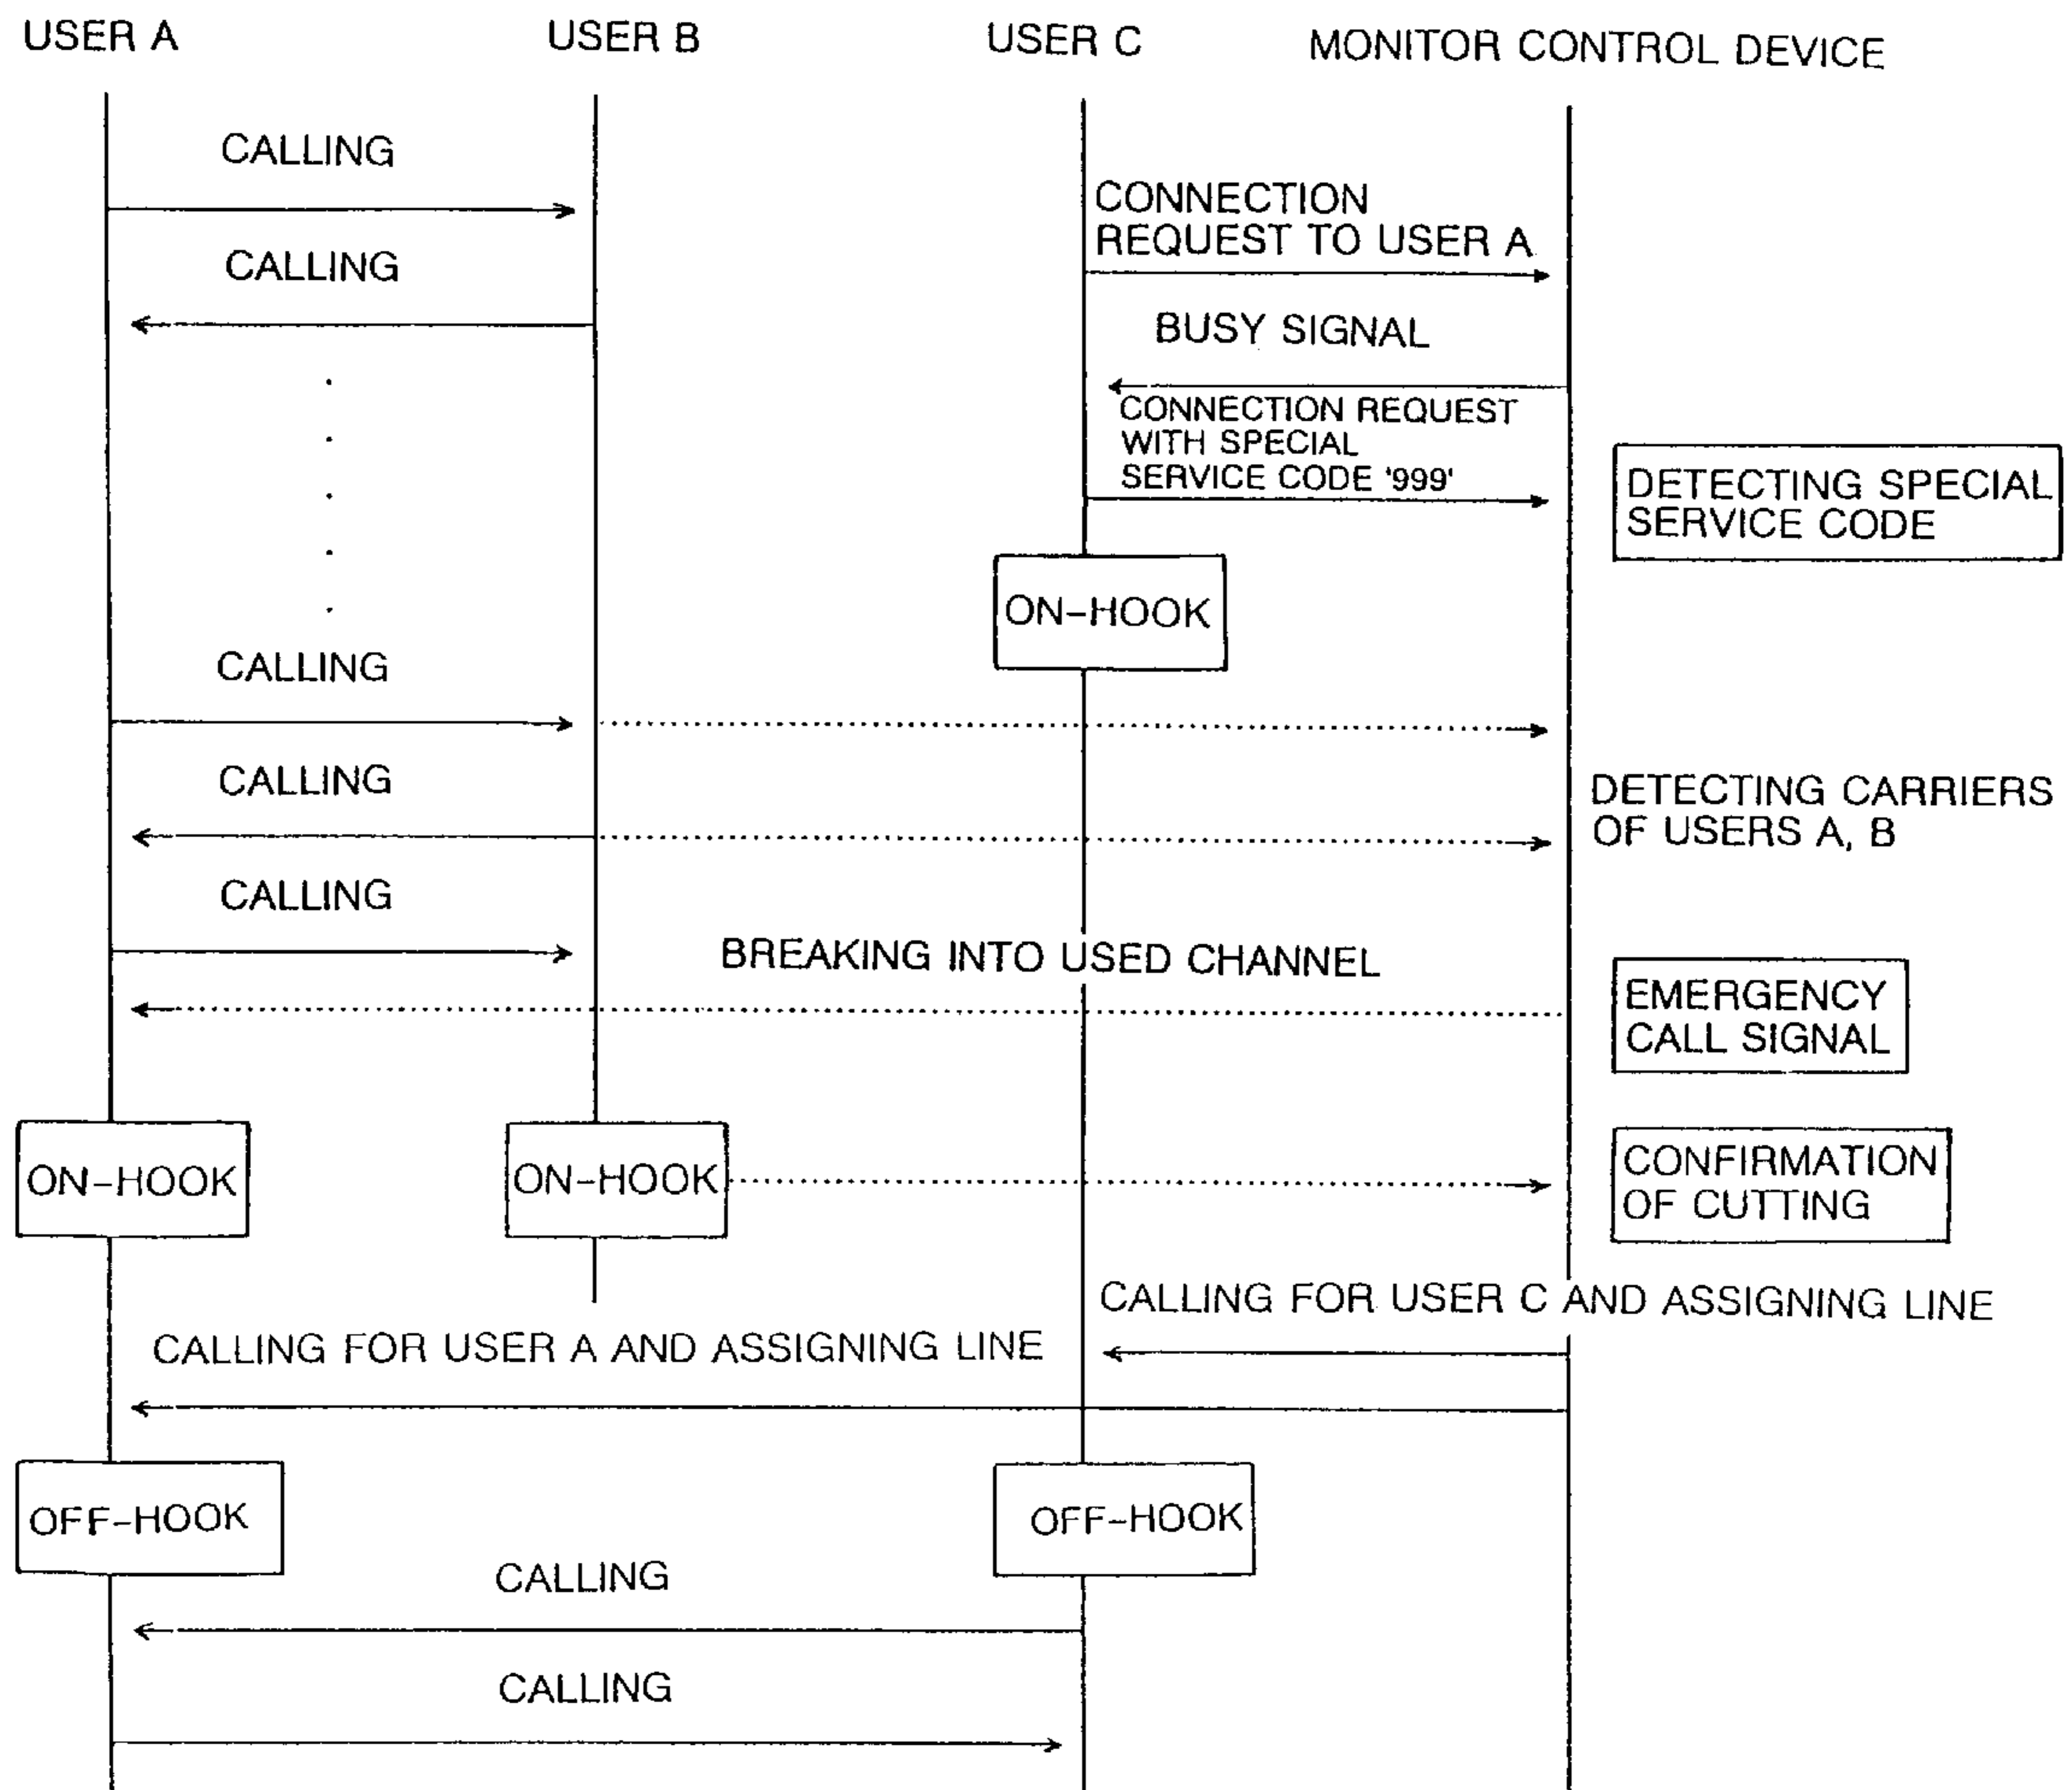 USER A
USER B
USER C
MONITOR CONTROL DEVICE
CALLING
CONNECTION
REQUEST TO USER A
CALLING
BUSY SIGNAL
CONNECTION REQUEST
WITH SPECIAL
SERVICE CODE '999'
DETECTING SPECIAL
SERVICE CODE
ON-HOOK
CALLING
CALLING
DETECTING CARRIERS
OF USERS A, B
CALLING
BREAKING INTO USED CHANNEL
EMERGENCY
CALL SIGNAL
ON-HOOK
ON-HOOK
CONFIRMATION
OF CUTTING
CALLING FOR USER C AND ASSIGNING LINE
CALLING FOR USER A AND ASSIGNING LINE
OFF-HOOK
OFF-HOOK
CALLING
CALLING